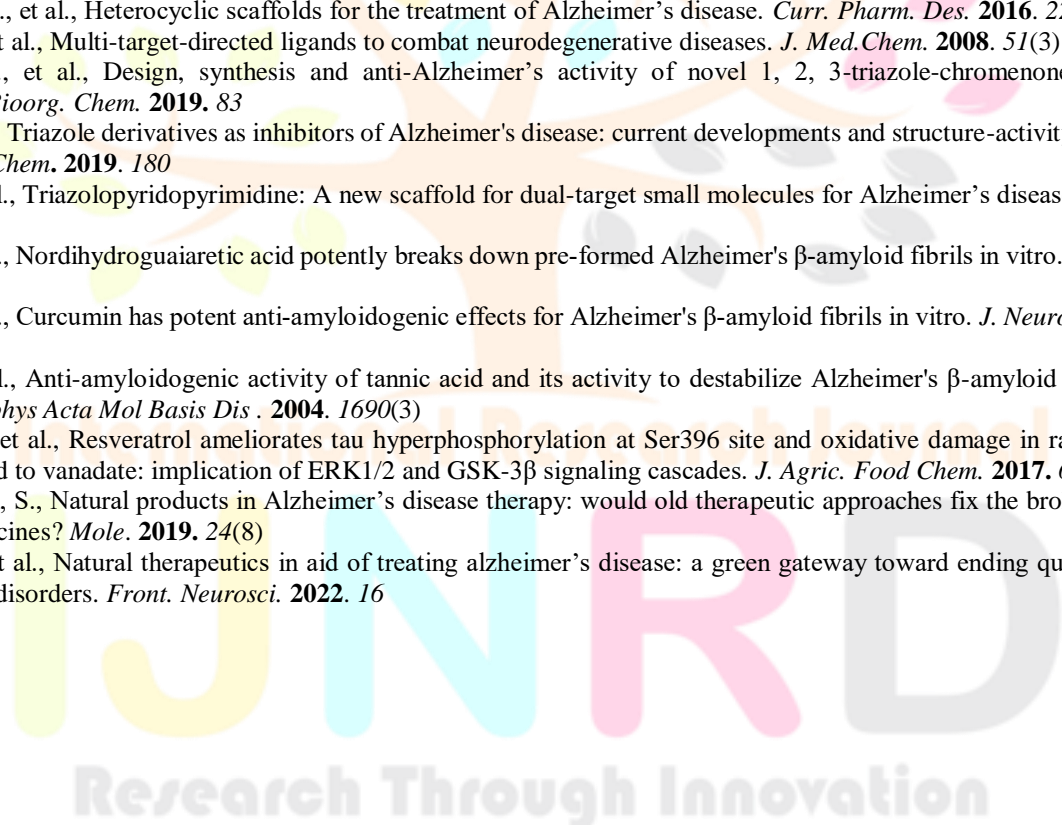 ., et al., Heterocyclic scaffolds for the treatment of Alzheimer’s disease. Curr. Pharm. Des. 2016. 2
t al., Multi-target-directed ligands to combat neurodegenerative diseases. J. Med.Chem. 2008. 51(3)
., et al., Design, synthesis and anti-Alzheimer’s activity of novel 1, 2, 3-triazole-chromenone
Bioorg. Chem. 2019. 83
Triazole derivatives as inhibitors of Alzheimer's disease: current developments and structure-activit
Chem. 2019. 180
l., Triazolopyridopyrimidine: A new scaffold for dual-target small molecules for Alzheimer’s diseas
., Nordihydroguaiaretic acid potently breaks down pre-formed Alzheimer's β-amyloid fibrils in vitro.
., Curcumin has potent anti-amyloidogenic effects for Alzheimer's β-amyloid fibrils in vitro. J. Neuro
l., Anti-amyloidogenic activity of tannic acid and its activity to destabilize Alzheimer's β-amyloid
phys Acta Mol Basis Dis . 2004. 1690(3)
et al., Resveratrol ameliorates tau hyperphosphorylation at Ser396 site and oxidative damage in ra
d to vanadate: implication of ERK1/2 and GSK-3β signaling cascades. J. Agric. Food Chem. 2017.
, S., Natural products in Alzheimer’s disease therapy: would old therapeutic approaches fix the bro
cines? Mole. 2019. 24(8)
t al., Natural therapeutics in aid of treating alzheimer’s disease: a green gateway toward ending qu
disorders. Front. Neurosci. 2022. 16
International Research Journal
IJNRD
Research Through Innovation